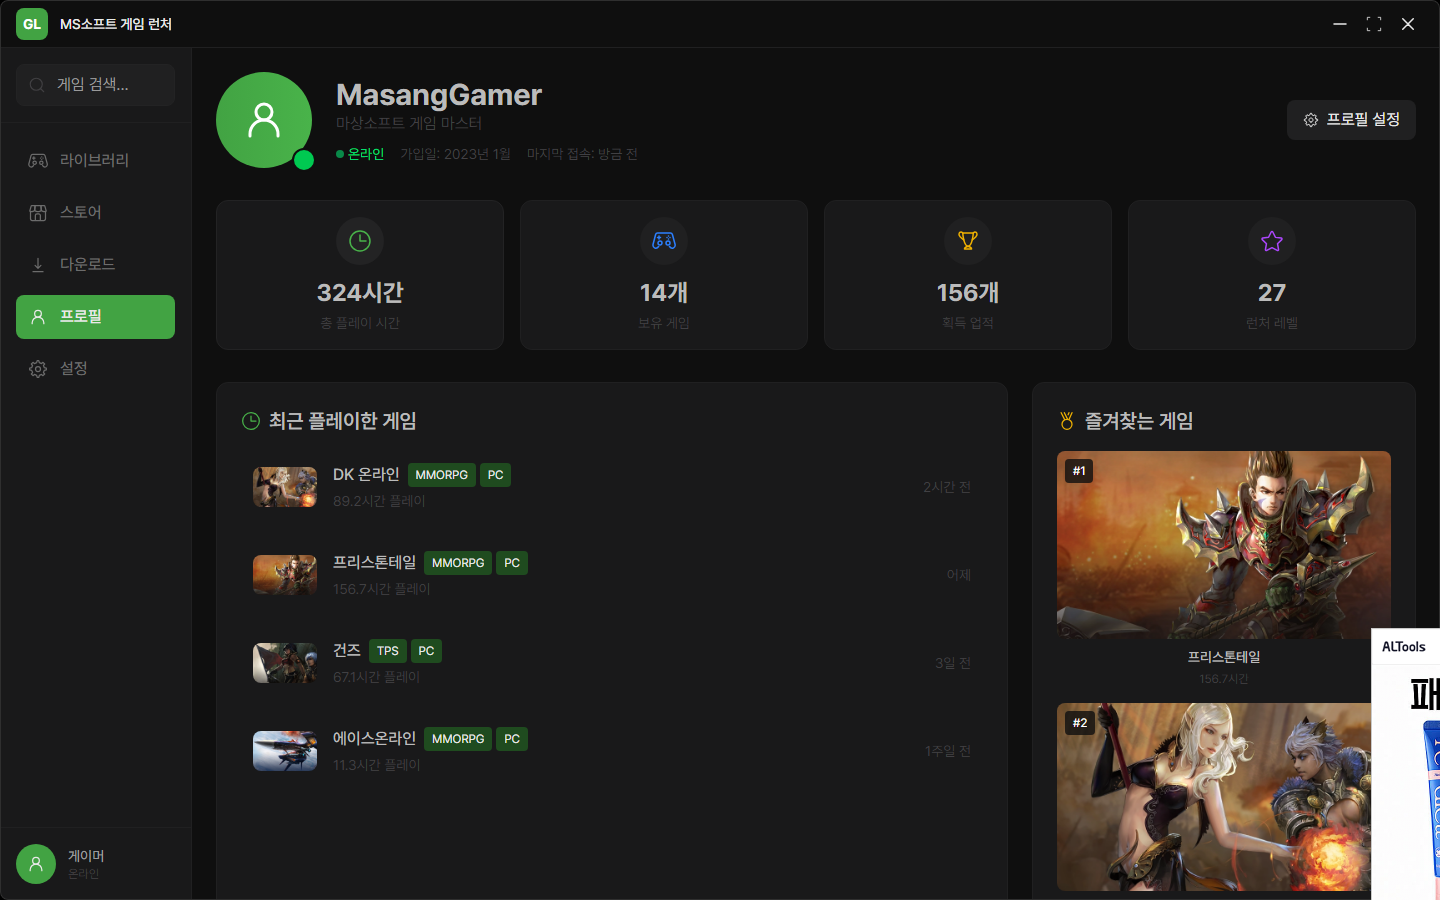 GL MS소프트 게임 런처
게임 검색...
라이브러리
스토어
다운로드
프로필
설정
게이머
온라인
MasangGamer
마상소프트 게임 마스터
온라인 가입일: 2023년 1월 마지막 접속: 방금 전
프로필 설정
324시간
총 플레이 시간
14개
보유 게임
156개
획득 업적
27
런처 레벨
최근 플레이한 게임
DK 온라인 MMORPG PC
89.2시간 플레이
2시간 전
프리스톤테일 MMORPG PC
156.7시간 플레이
어제
건즈 TPS PC
67.1시간 플레이
3일 전
에이스온라인 MMORPG PC
11.3시간 플레이
1주일 전
즐겨찾는 게임
#1
프리스톤테일
156.7시간
#2
ALTools
패